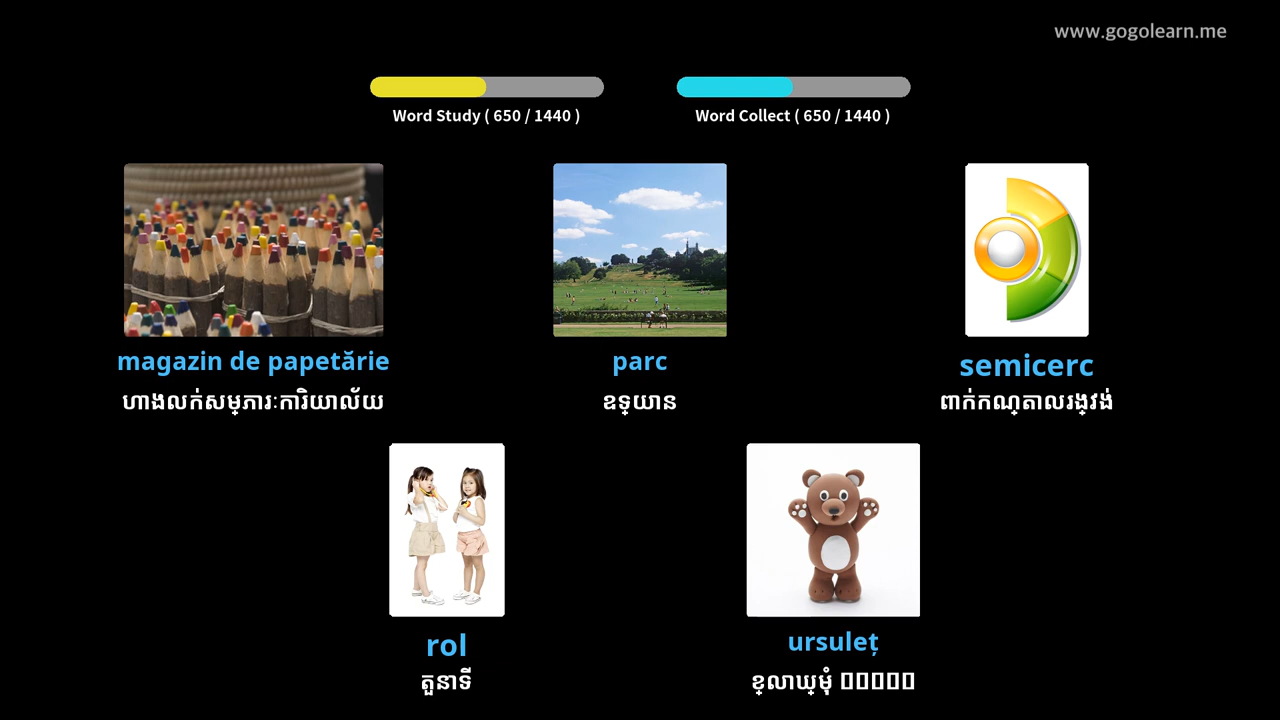 www.gogolearn.me
Word Study ( 650 / 1440 )
Word Collect ( 650 / 1440 )
magazin de papetărie
ហាងលក់សម្ភារៈការិយាល័យ
parc
ឧទ្យាន
semicerc
ពាក់កណ្តាលរង្វង់
rol
តួនាទី
ursuleț
ខ្លាឃ្មុំ